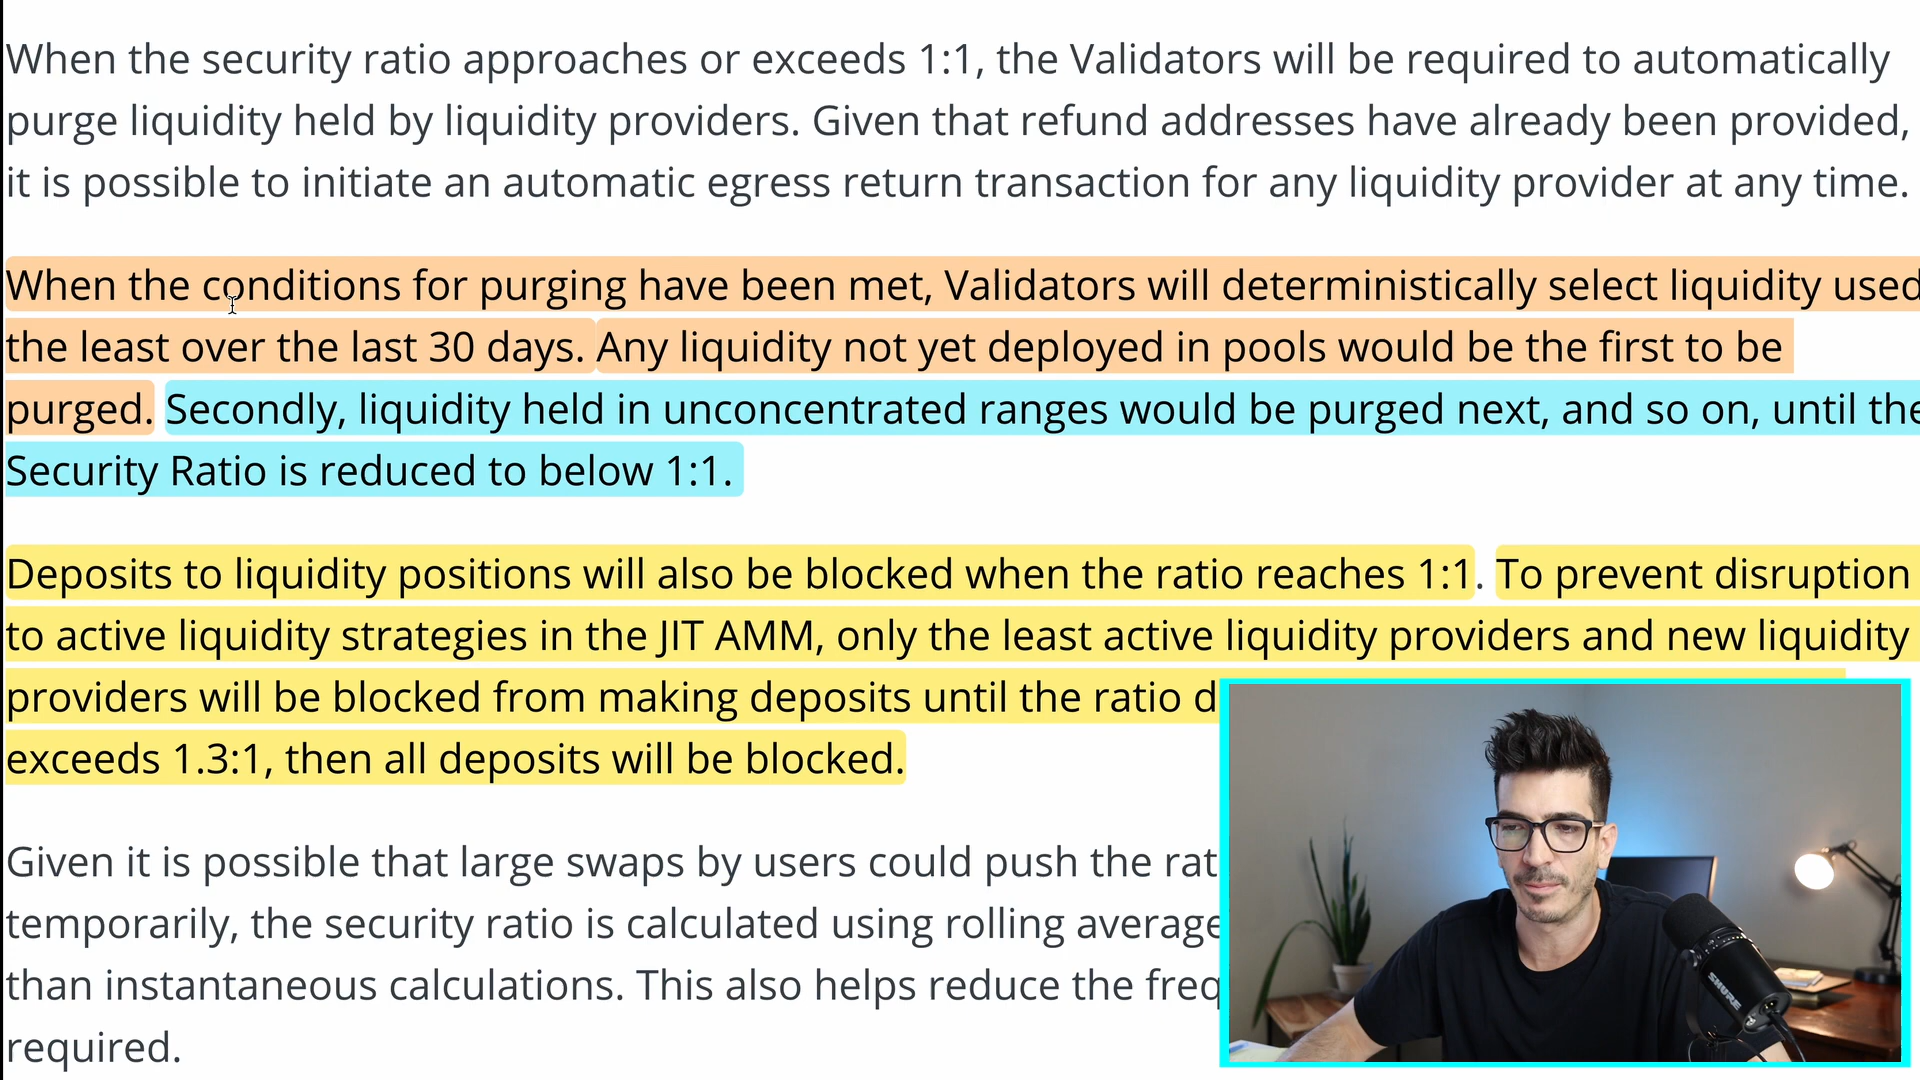 When the security ratio approaches or exceeds 1:1, the Validators will be required to automatically
purge liquidity held by liquidity providers. Given that refund addresses have already been provided,
it is possible to initiate an automatic egress return transaction for any liquidity provider at any time.
When the conditions for purging have been met, Validators will deterministically select liquidity used
the least over the last 30 days. Any liquidity not yet deployed in pools would be the first to be
purged. Secondly, liquidity held in unconcentrated ranges would be purged next, and so on, until the
Security Ratio is reduced to below 1:1.
Deposits to liquidity positions will also be blocked when the ratio reaches 1:1. To prevent disruption
to active liquidity strategies in the JIT AMM, only the least active liquidity providers and new liquidity
providers will be blocked from making deposits until the ratio
exceeds 1.3:1, then all deposits will be blocked.
Given it is possible that large swaps by users could push the
temporarily, the security ratio is calculated using rolling
than instantaneous calculations. This also helps reduce the
required.
SHURE